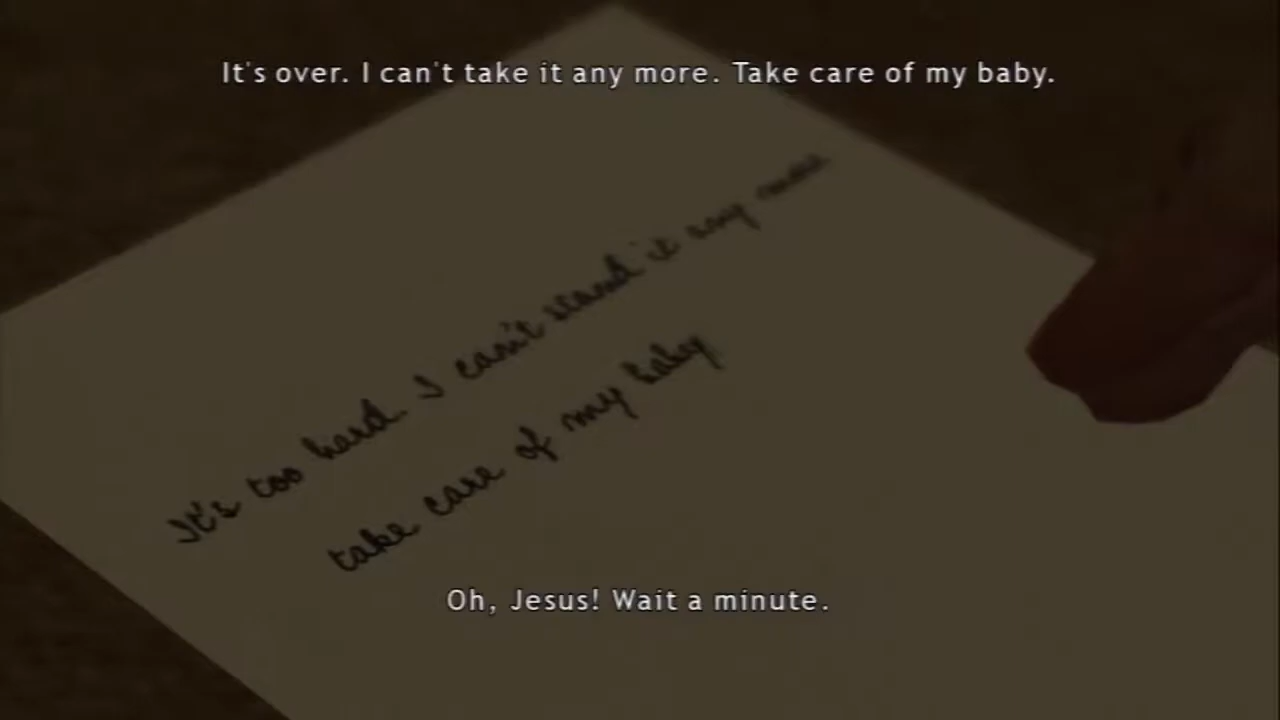 It's over. I can't take it any more. Take care of my baby.
It's too hard. I can't stand it any more
take care of my baby
Oh, Jesus! Wait a minute.